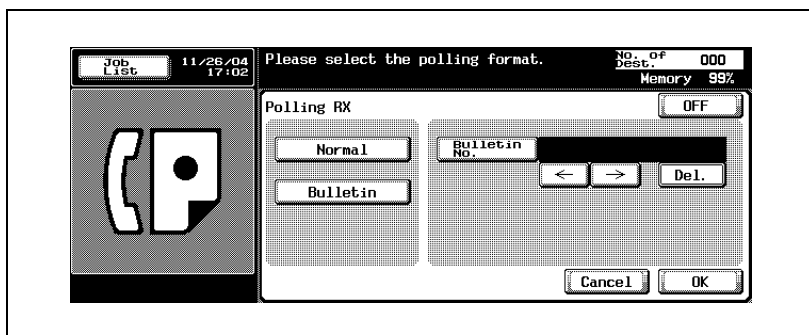 Job List
11/26/04
17:02
Please select the polling format.
No. of Dest.
000
Memory 99%
Polling RX
OFF
Normal
Bulletin No.
← →
Del.
Bulletin
Cancel
OK